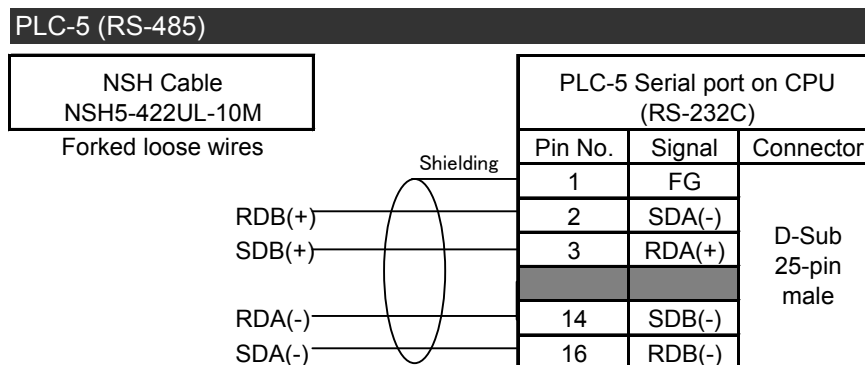 PLC-5 (RS-485)
NSH Cable
NSH5-422UL-10M
Forked loose wires
PLC-5 Serial port on CPU
(RS-232C)
Pin No. Signal Connector
Shielding
1 FG
RDB(+) 2 SDA(-)
SDB(+) 3 RDA(+)
D-Sub
25-pin
male
RDA(-) 14 SDB(-)
SDA(-) 16 RDB(-)